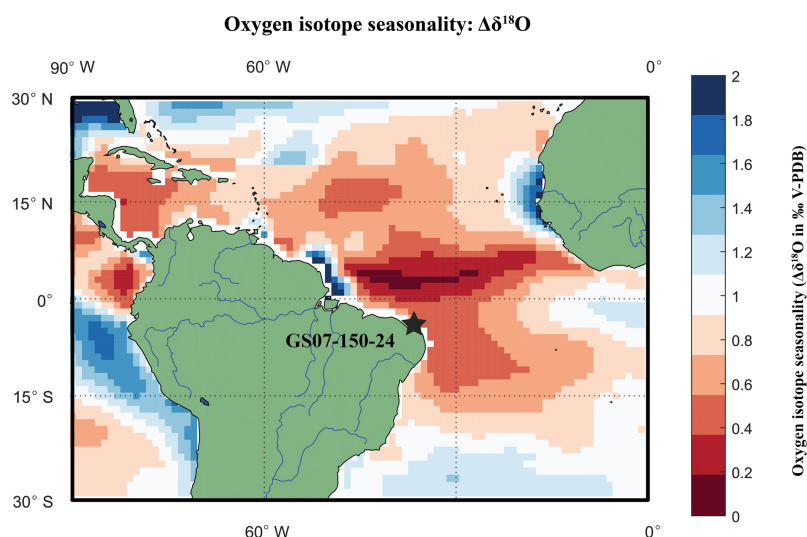 Oxygen isotope seasonality: Δδ¹⁸O
90° W
60° W
0°
30° N
15° N
0°
15° S
30° S
60° W
0°
GS07-150-24
2
1.8
1.6
1.4
1.2
1
0.8
0.6
0.4
0.2
0
Oxygen isotope seasonality (Δδ¹⁸O in ‰ V-PDB)